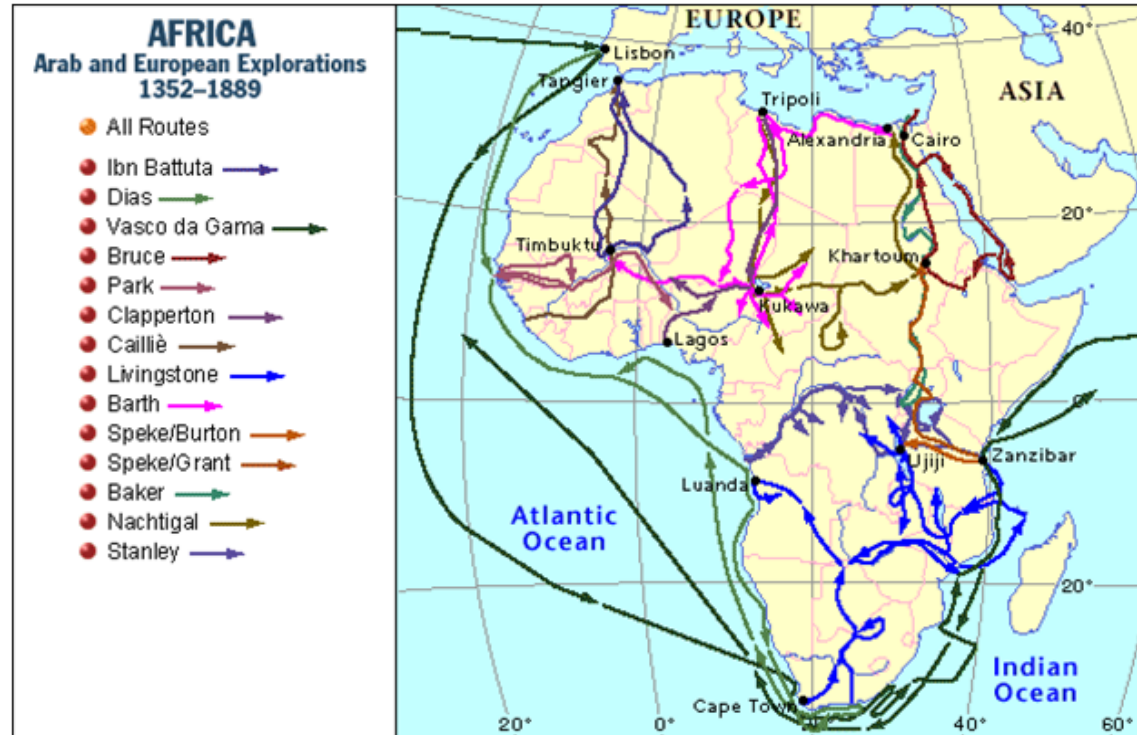 AFRICA
Arab and European Explorations
1352–1889
All Routes
Ibn Battuta
Dias
Vasco da Gama
Bruce
Park
Clapperton
Cailliè
Livingstone
Barth
Speke/Burton
Speke/Grant
Baker
Nachtigal
Stanley
EUROPE
40°
Lisbon
Tangier
ASIA
Tripoli
Alexandria
Cairo
20°
Timbuktu
Khartoum
Kukawa
Lagos
0°
Zanzibar
Ujiji
Luanda
Atlantic
Ocean
20°
Indian
Ocean
Cape Town
20°
0°
20°
40°
60°